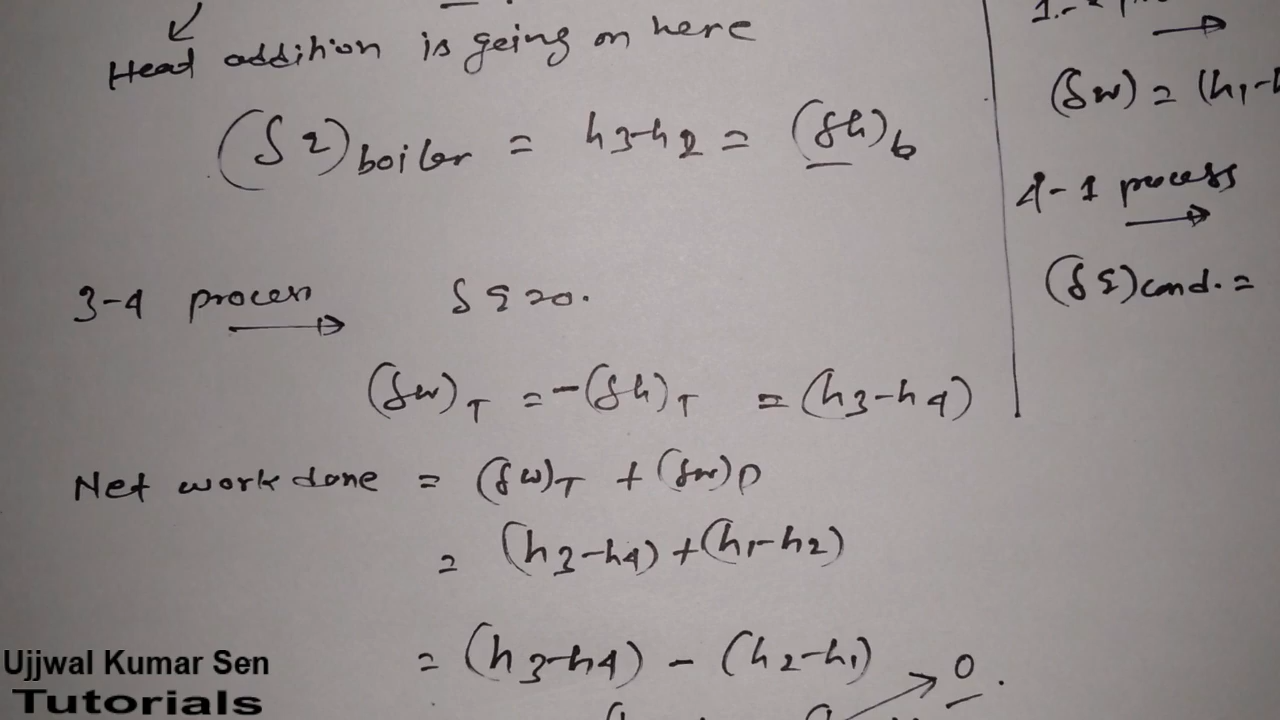 Head addition is geing on here
(δq)boiler = h3-h2 = (δh)b
3-4 process → δq=0.
(δw)T = -(δh)T = (h3-h4)
Net work done = (δw)T + (δw)p
= (h3-h4)+(h1-h2)
= (h3-h4) - (h2-h1)
0.
(δw) = (h1-h
4-1 process →
(δq)cond. =
Ujjwal Kumar Sen
Tutorials